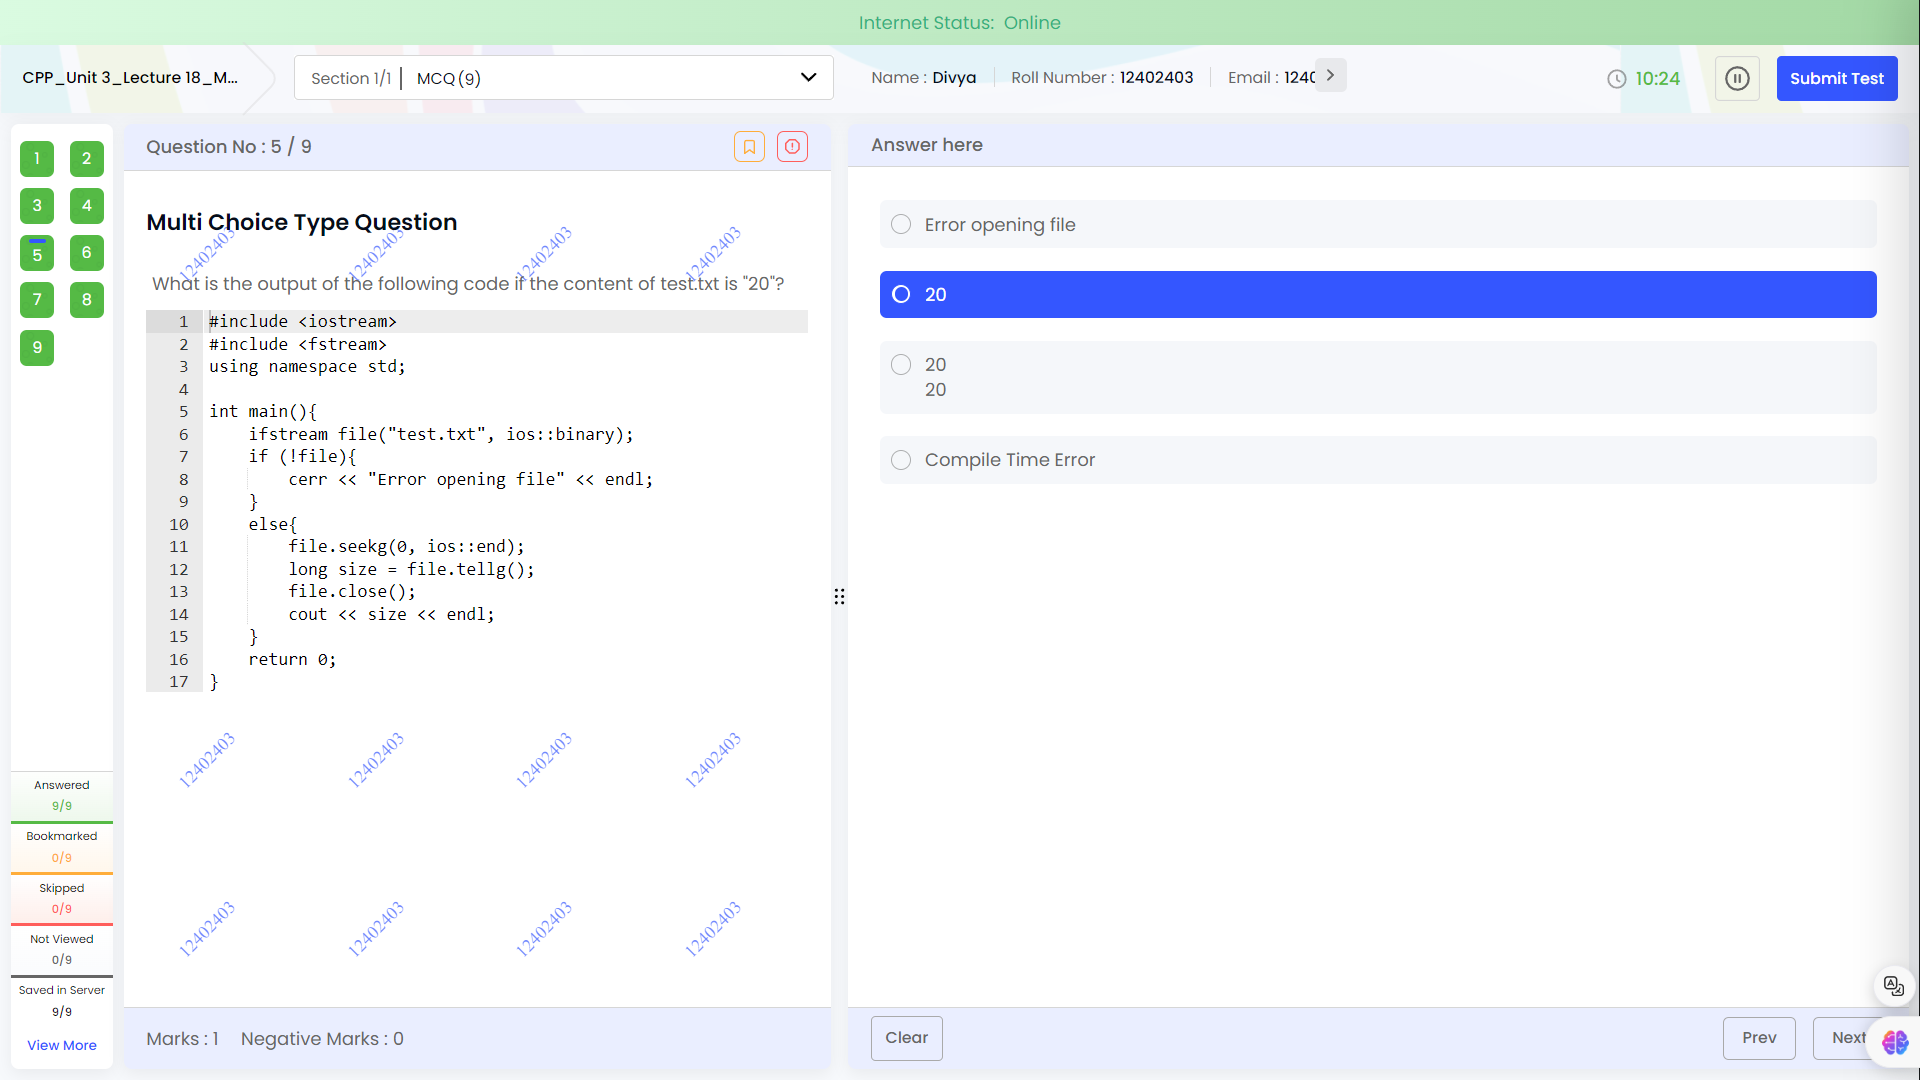 Internet Status: Online
CPP_Unit 3_Lecture 18_M...
Section 1/1 | MCQ (9)
Name : Divya
Roll Number : 12402403
Email : 1240
10:24
Submit Test
1 2
3 4
5 6
7 8
9
Answered
9/9
Bookmarked
0/9
Skipped
0/9
Not Viewed
0/9
Saved in Server
9/9
View More
Question No : 5 / 9
Multi Choice Type Question
12402403 12402403 12402403 12402403
What is the output of the following code if the content of test.txt is "20"?
1 #include <iostream>
2 #include <fstream>
3 using namespace std;
4
5 int main(){
6     ifstream file("test.txt", ios::binary);
7     if (!file){
8         cerr << "Error opening file" << endl;
9     }
10     else{
11         file.seekg(0, ios::end);
12         long size = file.tellg();
13         file.close();
14         cout << size << endl;
15     }
16     return 0;
17 }
12402403 12402403 12402403 12402403
12402403 12402403 12402403 12402403
Marks : 1 Negative Marks : 0
Answer here
Error opening file
20
20
20
Compile Time Error
Clear
Prev
Next